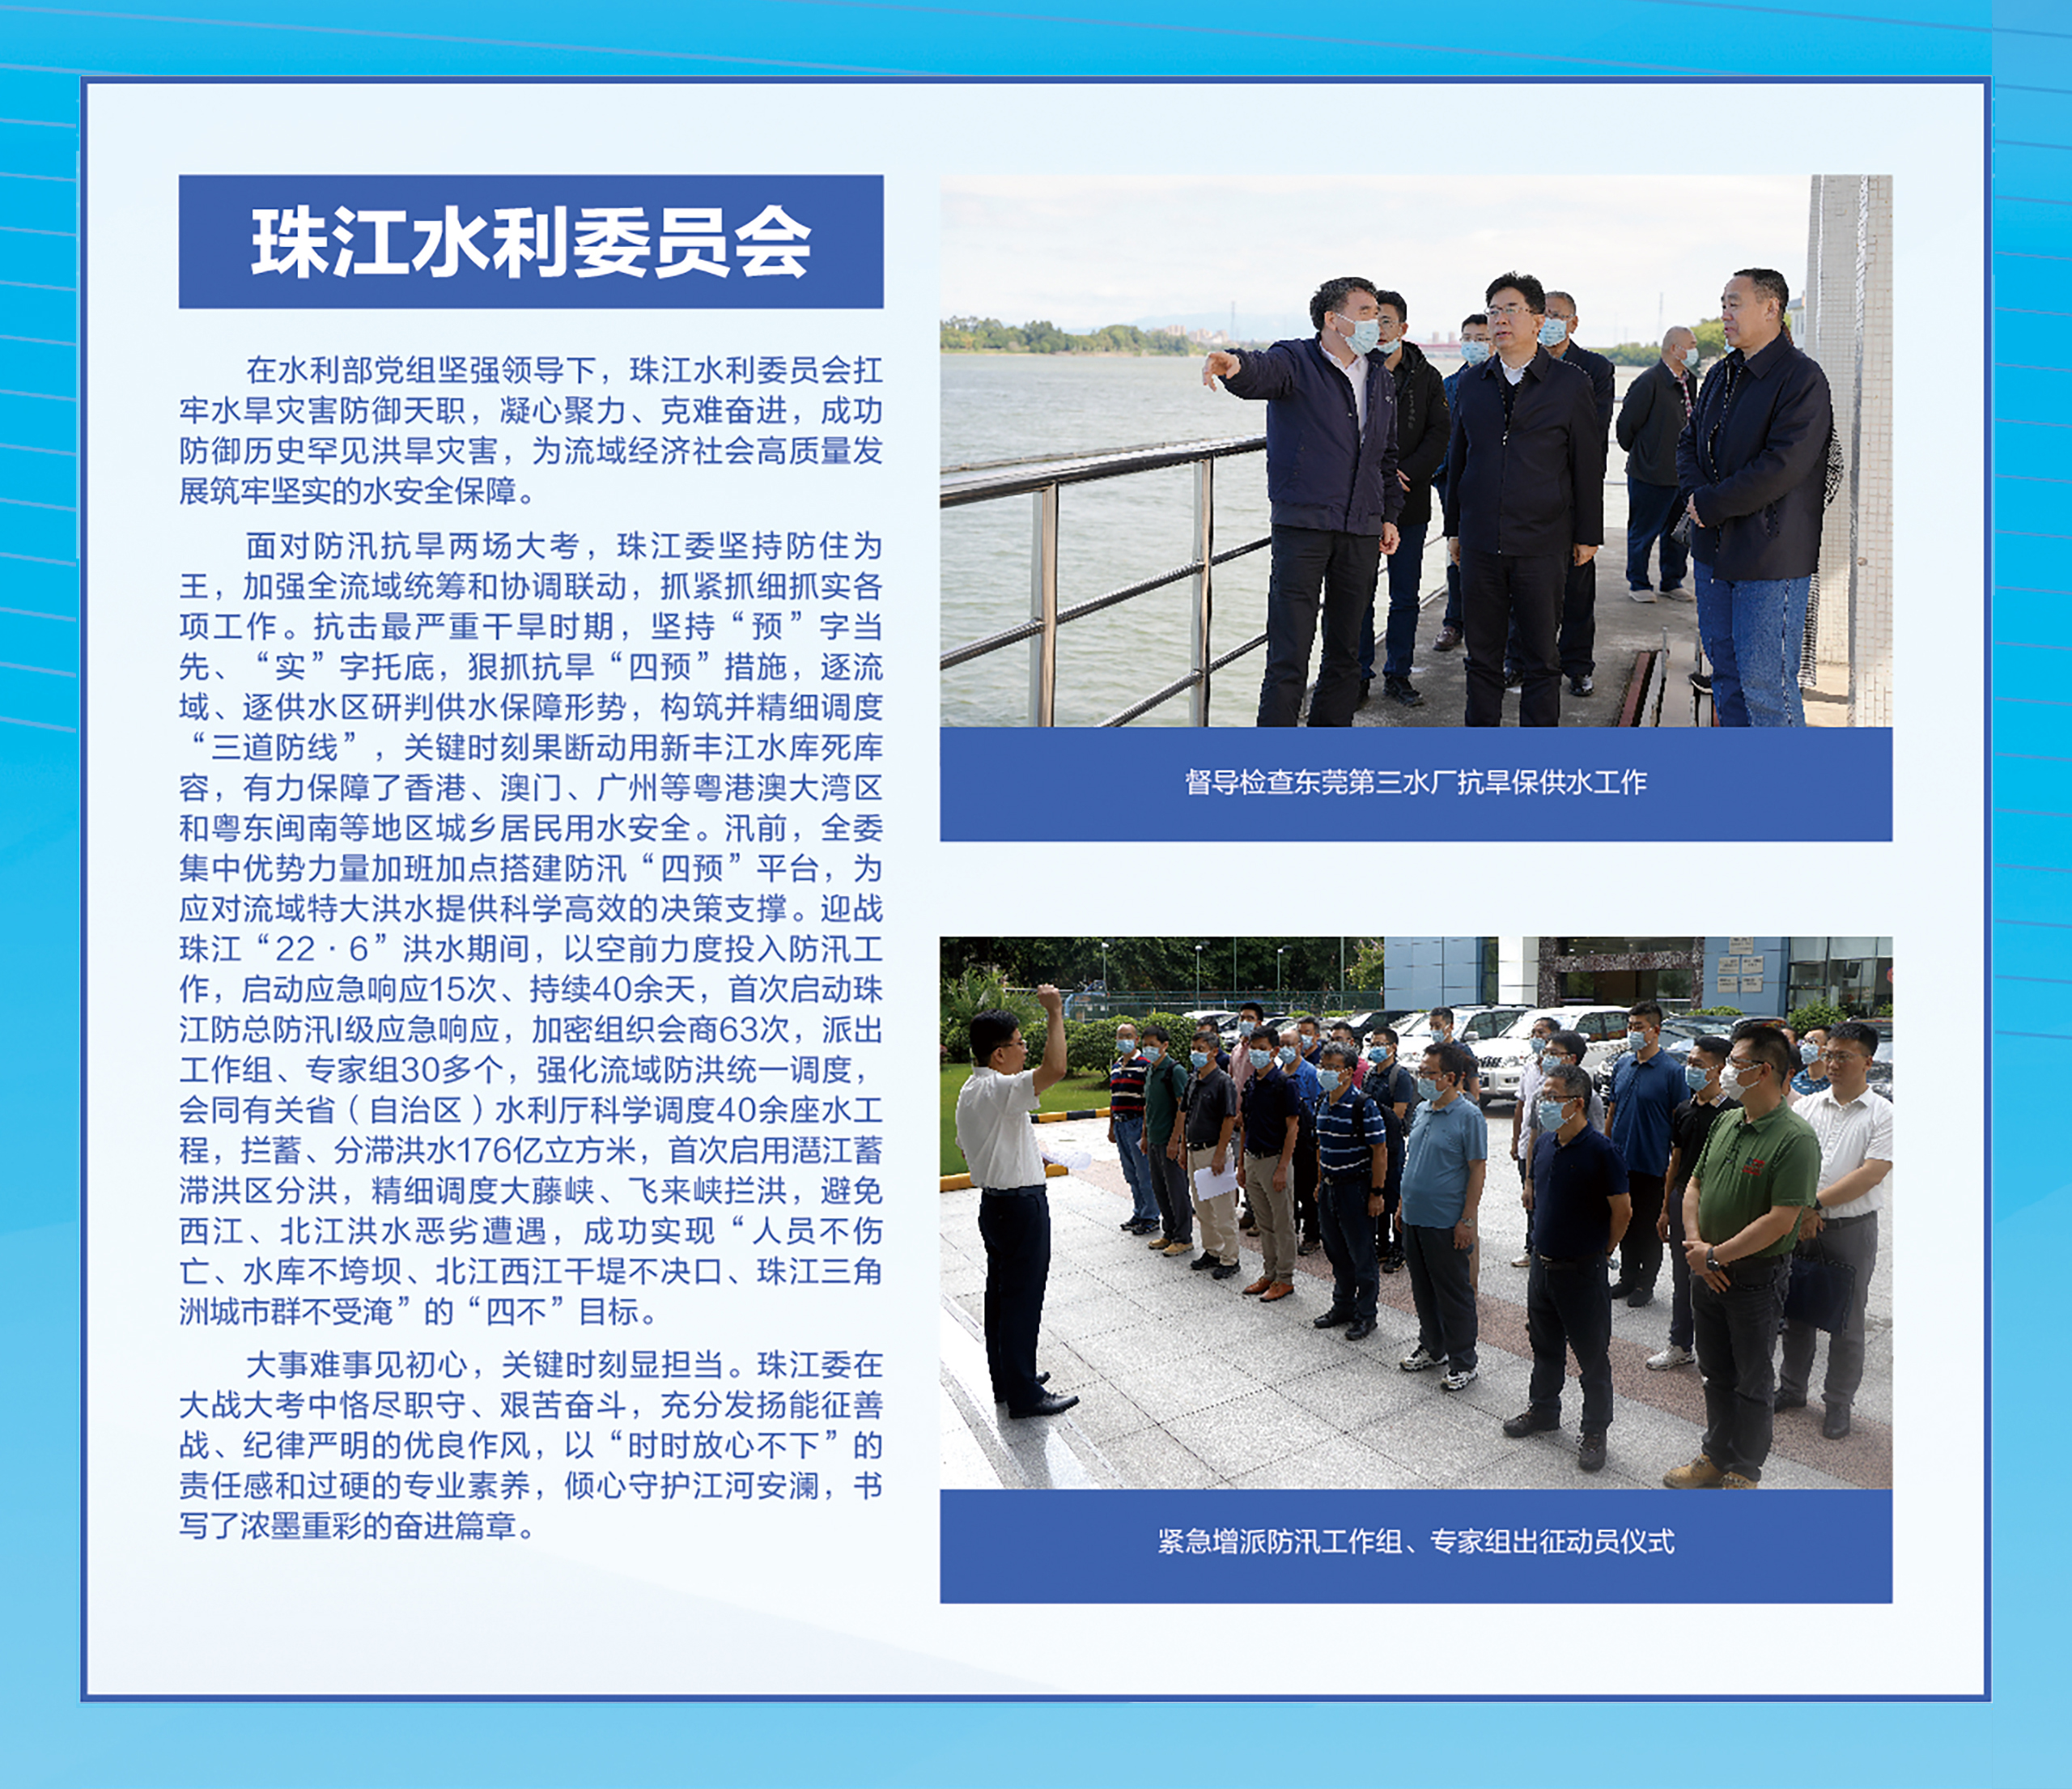 珠江水利委员会
在水利部党组坚强领导下，珠江水利委员会扛
牢水旱灾害防御天职，凝心聚力、克难奋进，成功
防御历史罕见洪旱灾害，为流域经济社会高质量发
展筑牢坚实的水安全保障。
面对防汛抗旱两场大考，珠江委坚持防住为
王，加强全流域统筹和协调联动，抓紧抓细抓实各
项工作。抗击最严重干旱时期，坚持“预”字当
先、“实”字托底，狠抓抗旱“四预”措施，逐流
域、逐供水区研判供水保障形势，构筑并精细调度
“三道防线”，关键时刻果断动用新丰江水库死库
容，有力保障了香港、澳门、广州等粤港澳大湾区
和粤东闽南等地区城乡居民用水安全。汛前，全委
集中优势力量加班加点搭建防汛“四预”平台，为
应对流域特大洪水提供科学高效的决策支撑。迎战
珠江“22·6”洪水期间，以空前力度投入防汛工
作，启动应急响应15次、持续40余天，首次启动珠
江防总防汛I级应急响应，加密组织会商63次，派出
工作组、专家组30多个，强化流域防洪统一调度，
会同有关省（自治区）水利厅科学调度40余座水工
程，拦蓄、分滞洪水176亿立方米，首次启用潖江蓄
滞洪区分洪，精细调度大藤峡、飞来峡拦洪，避免
西江、北江洪水恶劣遭遇，成功实现“人员不伤
亡、水库不垮坝、北江西江干堤不决口、珠江三角
洲城市群不受淹”的“四不”目标。
大事难事见初心，关键时刻显担当。珠江委在
大战大考中恪尽职守、艰苦奋斗，充分发扬能征善
战、纪律严明的优良作风，以“时时放心不下”的
责任感和过硬的专业素养，倾心守护江河安澜，书
写了浓墨重彩的奋进篇章。
督导检查东莞第三水厂抗旱保供水工作
紧急增派防汛工作组、专家组出征动员仪式